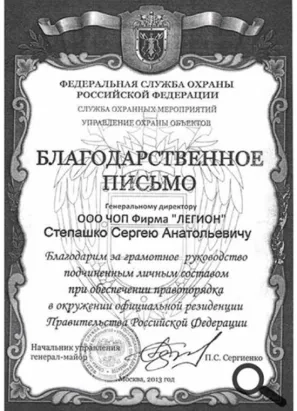 ФЕДЕРАЛЬНАЯ СЛУЖБА ОХРАНЫ
РОССИЙСКОЙ ФЕДЕРАЦИИ
СЛУЖБА ОХРАННЫХ МЕРОПРИЯТИЙ
УПРАВЛЕНИЕ ОХРАНЫ ОБЪЕКТОВ
БЛАГОДАРСТВЕННОЕ
ПИСЬМО
Генеральному директору
ООО ЧОП Фирма "ЛЕГИОН"
Степашко Сергею Анатольевичу
Благодарим за грамотное руководство
подчиненным личным составом
при обеспечении правопорядка
в окружении официальной резиденции
Правительства Российской Федерации
Начальник управления
генерал-майор П.С. Сергиенко
Москва, 2013 год